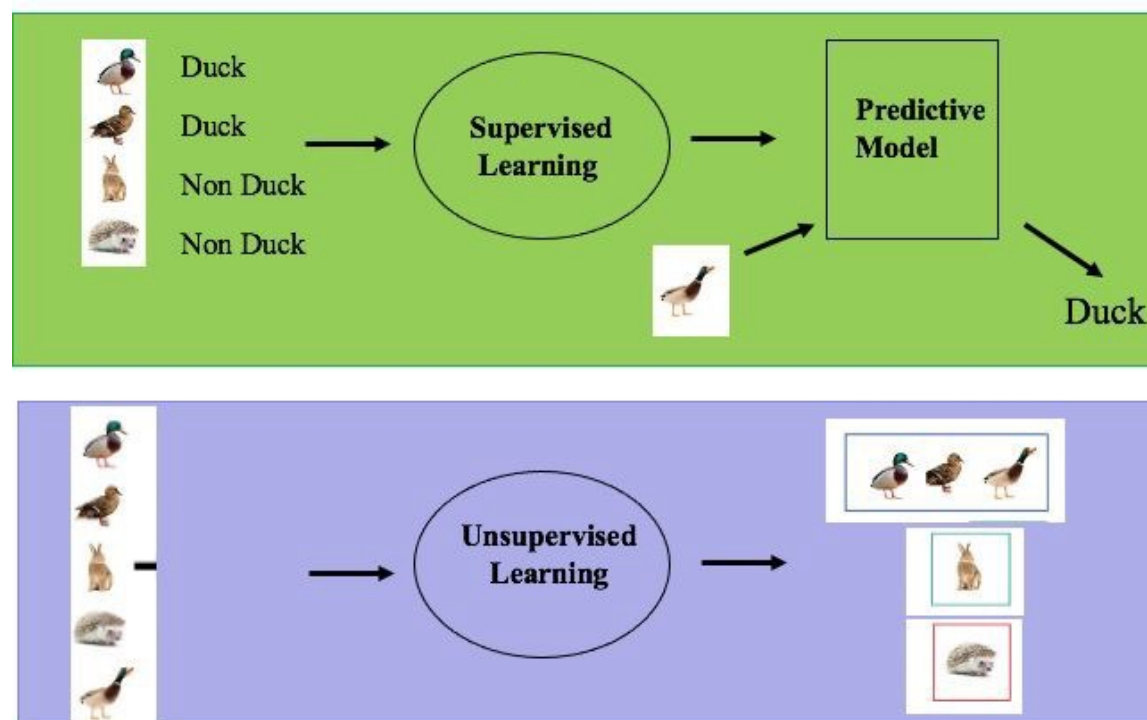 Duck
Duck
Non Duck
Non Duck
Supervised
Learning
Predictive
Model
Duck
Unsupervised
Learning